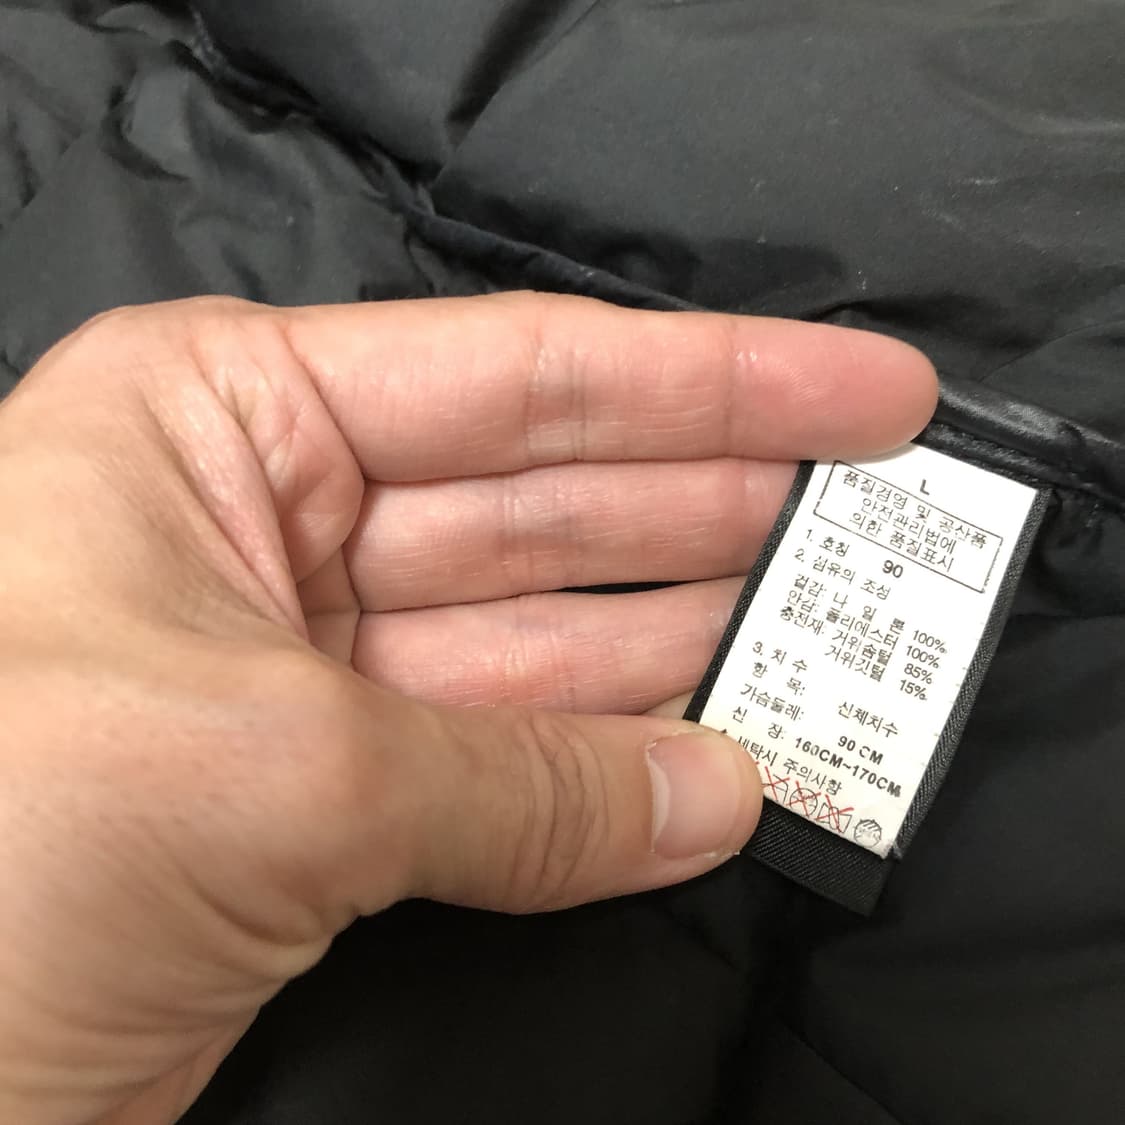 L
품질경영 및 공산품
안전관리법에
의한 품질표시
1. 호칭 90
2. 섬유의 조성
겉감: 나 일 론 100%
안감: 폴리에스터 100%
충전재: 거위솜털 85%
거위깃털 15%
3. 치 수
항 목: 신체치수
가슴둘레: 90 CM
신 장: 160CM~170CM
세탁시 주의사항